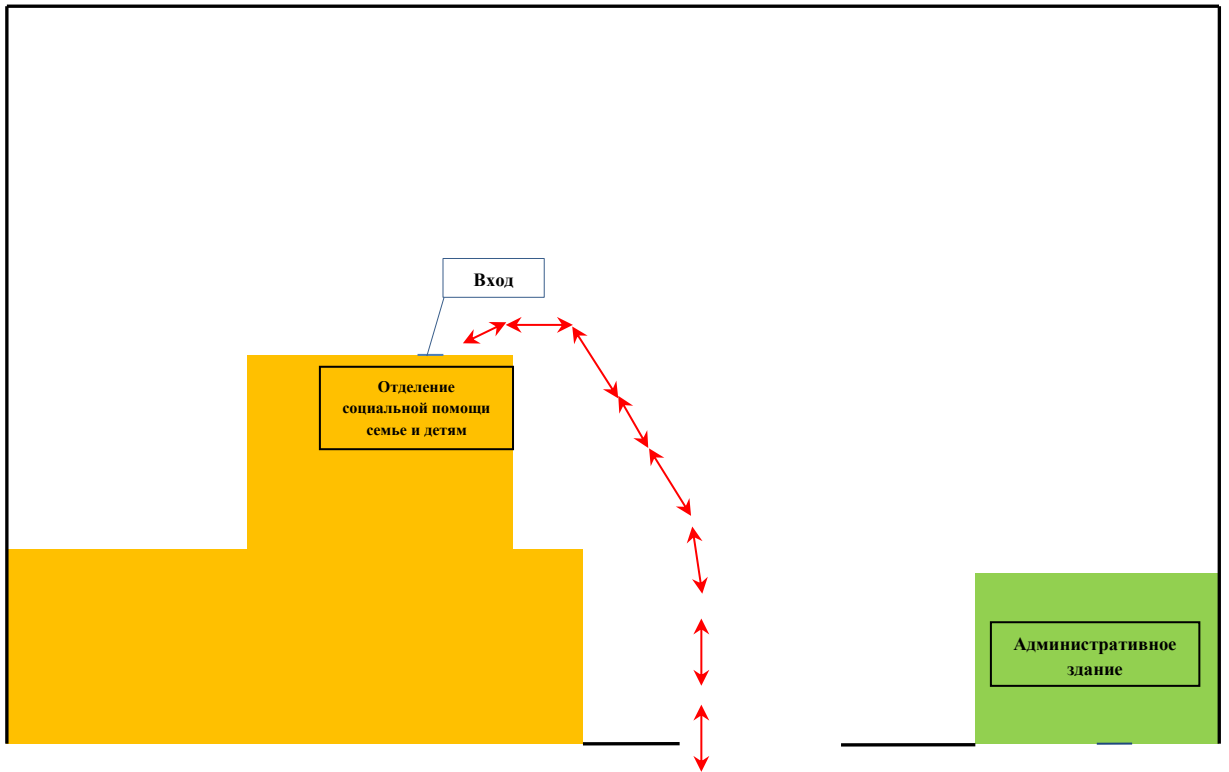 Вход
Отделение
социальной помощи
семье и детям
Административное
здание